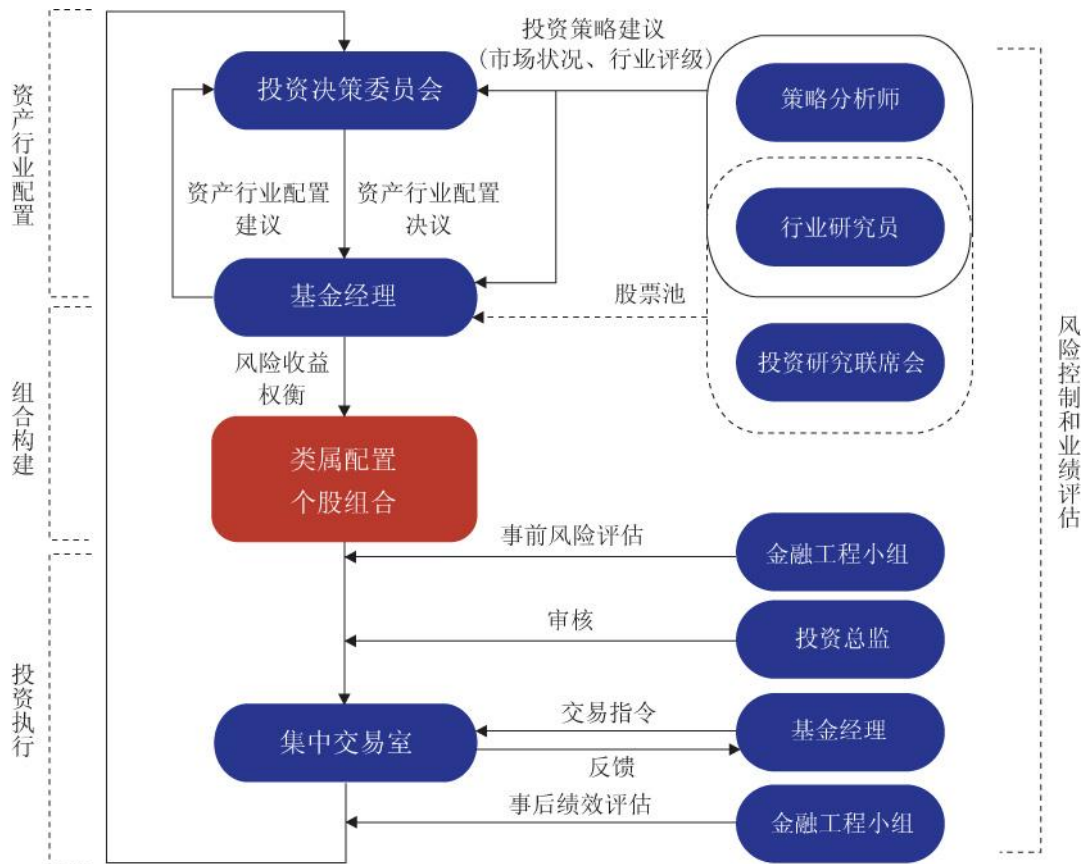 投资策略建议
(市场状况、行业评级)
投资决策委员会
策略分析师
资产行业配置
资产行业配置
建议
资产行业配置
决议
行业研究员
基金经理
股票池
投资研究联席会
风险收益
权衡
组合构建
类属配置
个股组合
风险控制和业绩评估
事前风险评估
金融工程小组
审核
投资总监
投资执行
集中交易室
交易指令
基金经理
反馈
事后绩效评估
金融工程小组